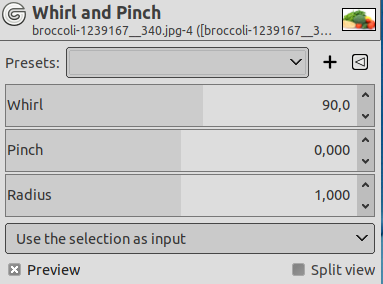 Whirl and Pinch
broccoli-1239167__340.jpg-4 ([broccoli-1239167__3...
Presets:
Whirl 90,0
Pinch 0,000
Radius 1,000
Use the selection as input
Preview Split view